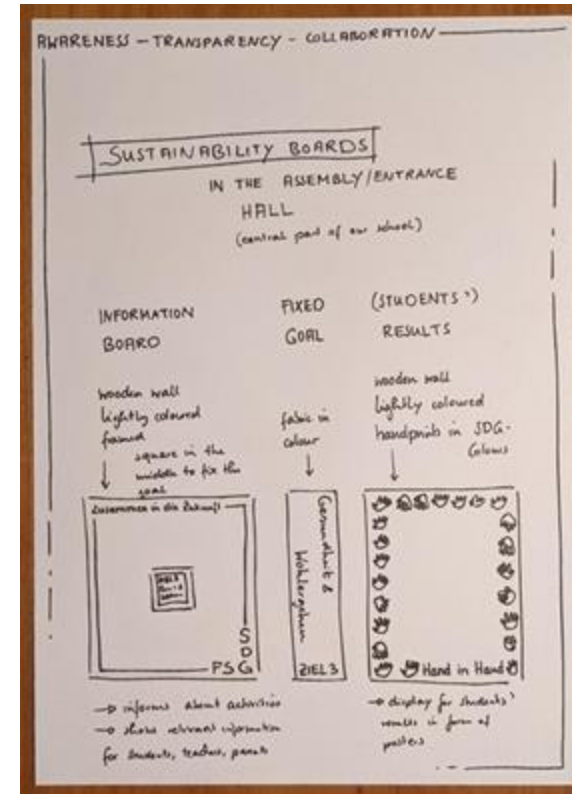 AWARENESS – TRANSPARENCY – COLLABORATION
SUSTAINABILITY BOARDS
IN THE ASSEMBLY/ENTRANCE
HALL
(central part of our school)
INFORMATION
BOARD
wooden wall
lightly coloured
framed
square in the
middle to fix the
goal
Zusammen in die Zukunft
S
D
PSG
→ informs about activities
→ shows relevant information
for students, teachers, parents
FIXED
GOAL
fabric in
colour
Gesundheit &
Wohlergehen
ZIEL 3
(STUDENTS')
RESULTS
wooden wall
lightly coloured
handprints in SDG-
Colours
Hand in Hand
→ display for students'
results in form of
posters